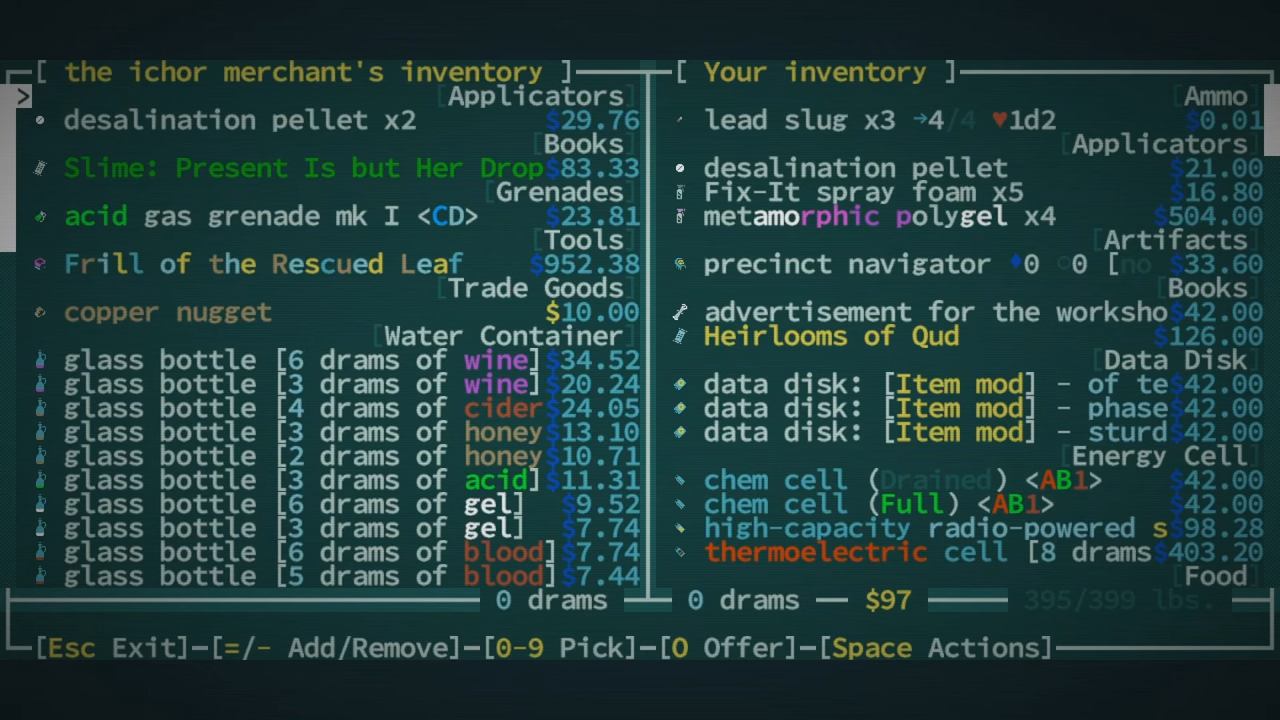 [ the ichor merchant's inventory ]
[Applicators]
desalination pellet x2 $29.76
[Books]
Slime: Present Is but Her Drop$83.33
[Grenades]
acid gas grenade mk I <CD> $23.81
[Tools]
Frill of the Rescued Leaf $952.38
[Trade Goods]
copper nugget $10.00
[Water Container]
glass bottle [6 drams of wine]$34.52
glass bottle [3 drams of wine]$20.24
glass bottle [4 drams of cider$24.05
glass bottle [3 drams of honey$13.10
glass bottle [2 drams of honey$10.71
glass bottle [3 drams of acid]$11.31
glass bottle [6 drams of gel] $9.52
glass bottle [3 drams of gel] $7.74
glass bottle [6 drams of blood]$7.74
glass bottle [5 drams of blood]$7.44
0 drams
[ Your inventory ]
[Ammo]
lead slug x3 →4/4 ♥1d2 $0.01
[Applicators]
desalination pellet $21.00
Fix-It spray foam x5 $16.80
metamorphic polygel x4 $504.00
[Artifacts]
precinct navigator ♦0 ○0 [no $33.60
[Books]
advertisement for the worksho$42.00
Heirlooms of Qud $126.00
[Data Disk]
data disk: [Item mod] - of te$42.00
data disk: [Item mod] - phase$42.00
data disk: [Item mod] - sturd$42.00
[Energy Cell]
chem cell (Drained) <AB1> $42.00
chem cell (Full) <AB1> $42.00
high-capacity radio-powered s$98.28
thermoelectric cell [8 drams$403.20
[Food]
0 drams — $97 395/399 lbs.
[Esc Exit]-[=/- Add/Remove]-[0-9 Pick]-[O Offer]-[Space Actions]